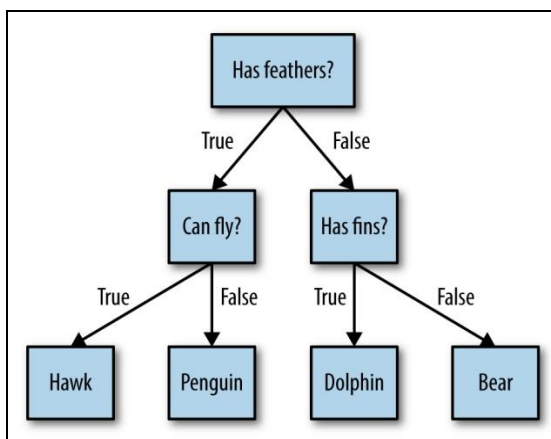 Has feathers?
True
False
Can fly?
Has fins?
True
False
True
False
Hawk
Penguin
Dolphin
Bear